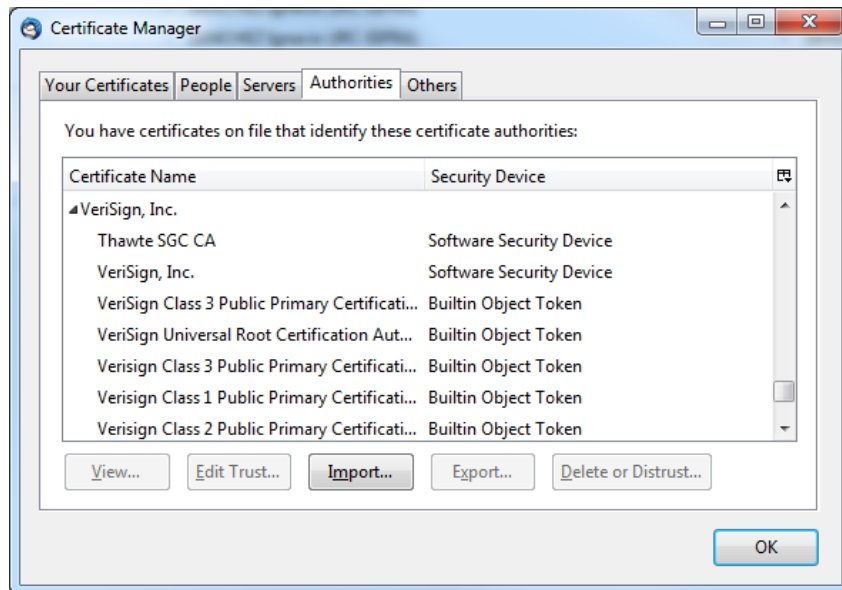 Certificate Manager
Your Certificates People Servers Authorities Others
You have certificates on file that identify these certificate authorities:
Certificate Name Security Device
VeriSign, Inc.
Thawte SGC CA Software Security Device
VeriSign, Inc. Software Security Device
VeriSign Class 3 Public Primary Certificati... Builtin Object Token
VeriSign Universal Root Certification Aut... Builtin Object Token
Verisign Class 3 Public Primary Certificati... Builtin Object Token
Verisign Class 1 Public Primary Certificati... Builtin Object Token
Verisign Class 2 Public Primary Certificati... Builtin Object Token
View... Edit Trust... Import... Export... Delete or Distrust...
OK